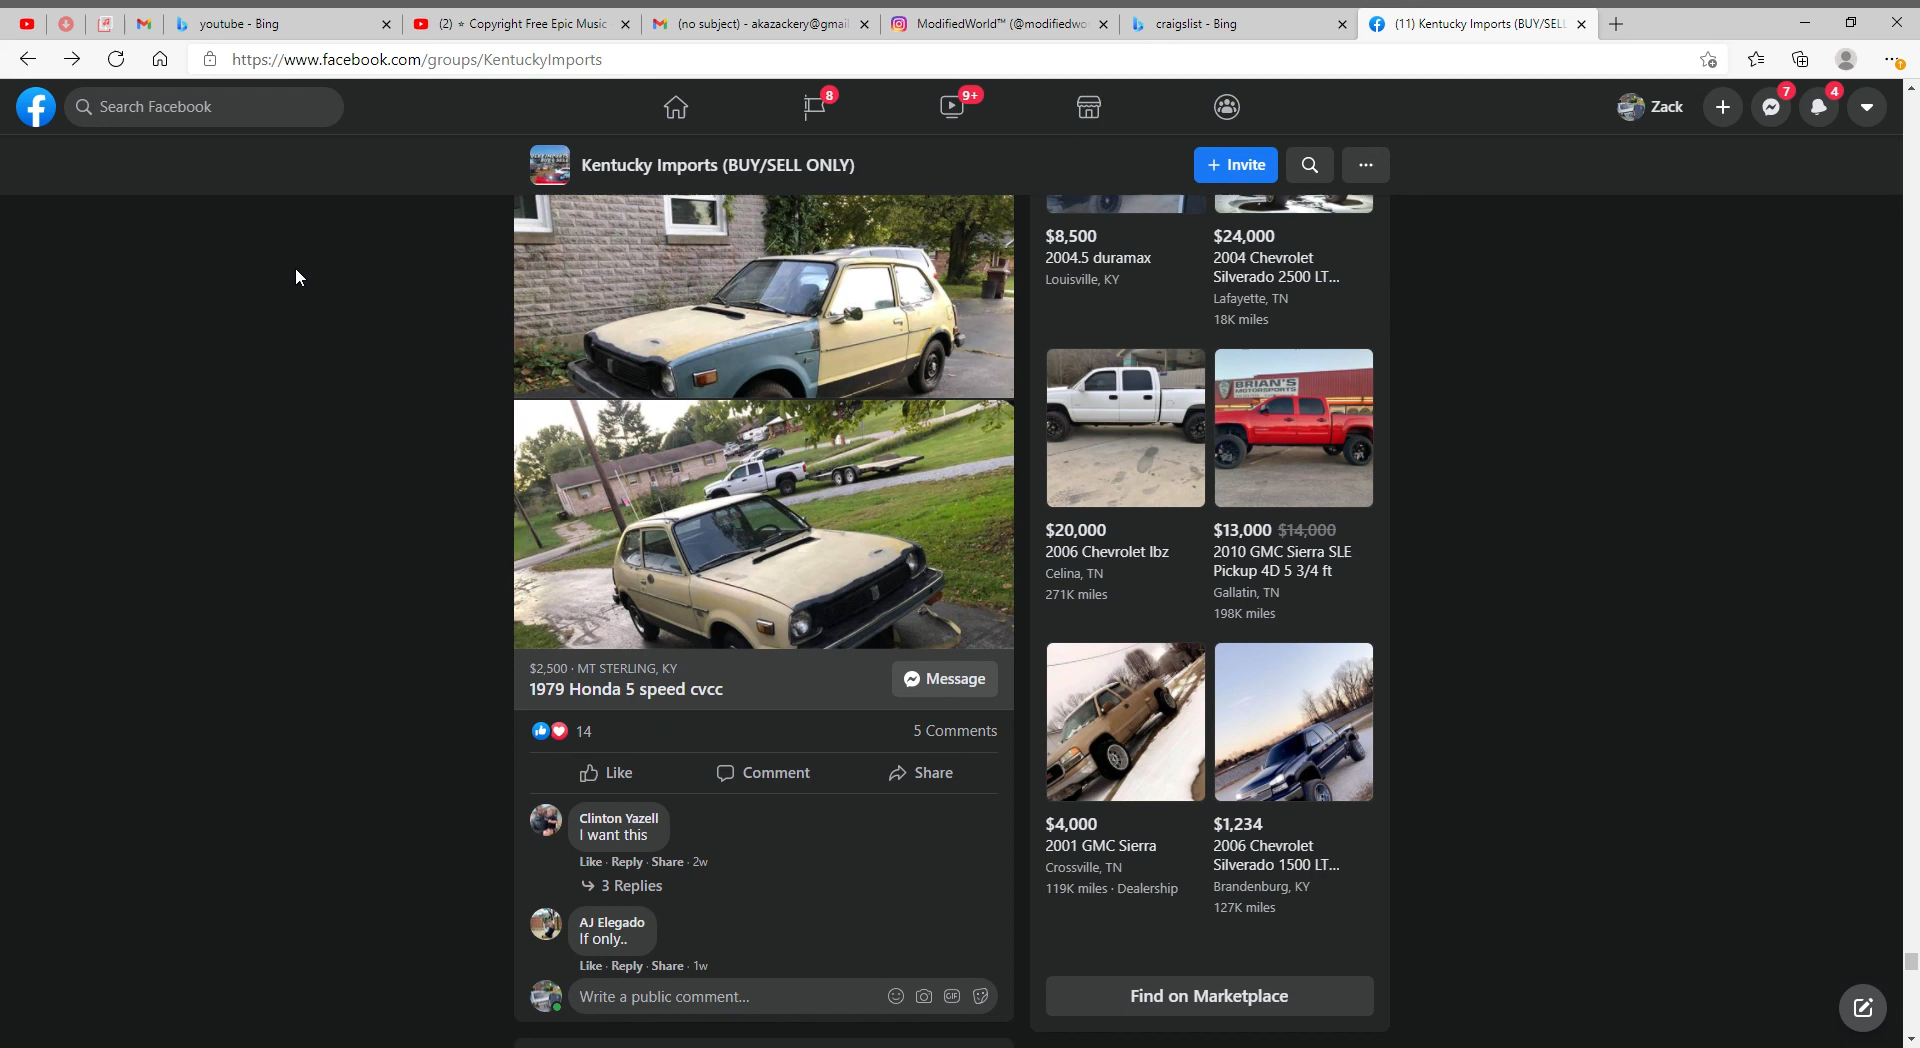 youtube - Bing
(2) ⭐ Copyright Free Epic Music
(no subject) - akazackery@gmail
ModifiedWorld™ (@modifiedwo
craigslist - Bing
(11) Kentucky Imports (BUY/SELL
https://www.facebook.com/groups/KentuckyImports
Search Facebook
8
9+
Zack
7
4
Kentucky Imports (BUY/SELL ONLY)
+ Invite
$8,500
2004.5 duramax
Louisville, KY
$24,000
2004 Chevrolet
Silverado 2500 LT...
Lafayette, TN
18K miles
BRIAN'S
MOTORSPORTS
$20,000
2006 Chevrolet lbz
Celina, TN
271K miles
$13,000 $14,000
2010 GMC Sierra SLE
Pickup 4D 5 3/4 ft
Gallatin, TN
198K miles
$2,500 · MT STERLING, KY
1979 Honda 5 speed cvcc
Message
14
5 Comments
Like
Comment
Share
Clinton Yazell
I want this
Like · Reply · Share · 2w
3 Replies
AJ Elegado
If only..
Like · Reply · Share · 1w
Write a public comment...
GIF
$4,000
2001 GMC Sierra
Crossville, TN
119K miles · Dealership
$1,234
2006 Chevrolet
Silverado 1500 LT...
Brandenburg, KY
127K miles
Find on Marketplace